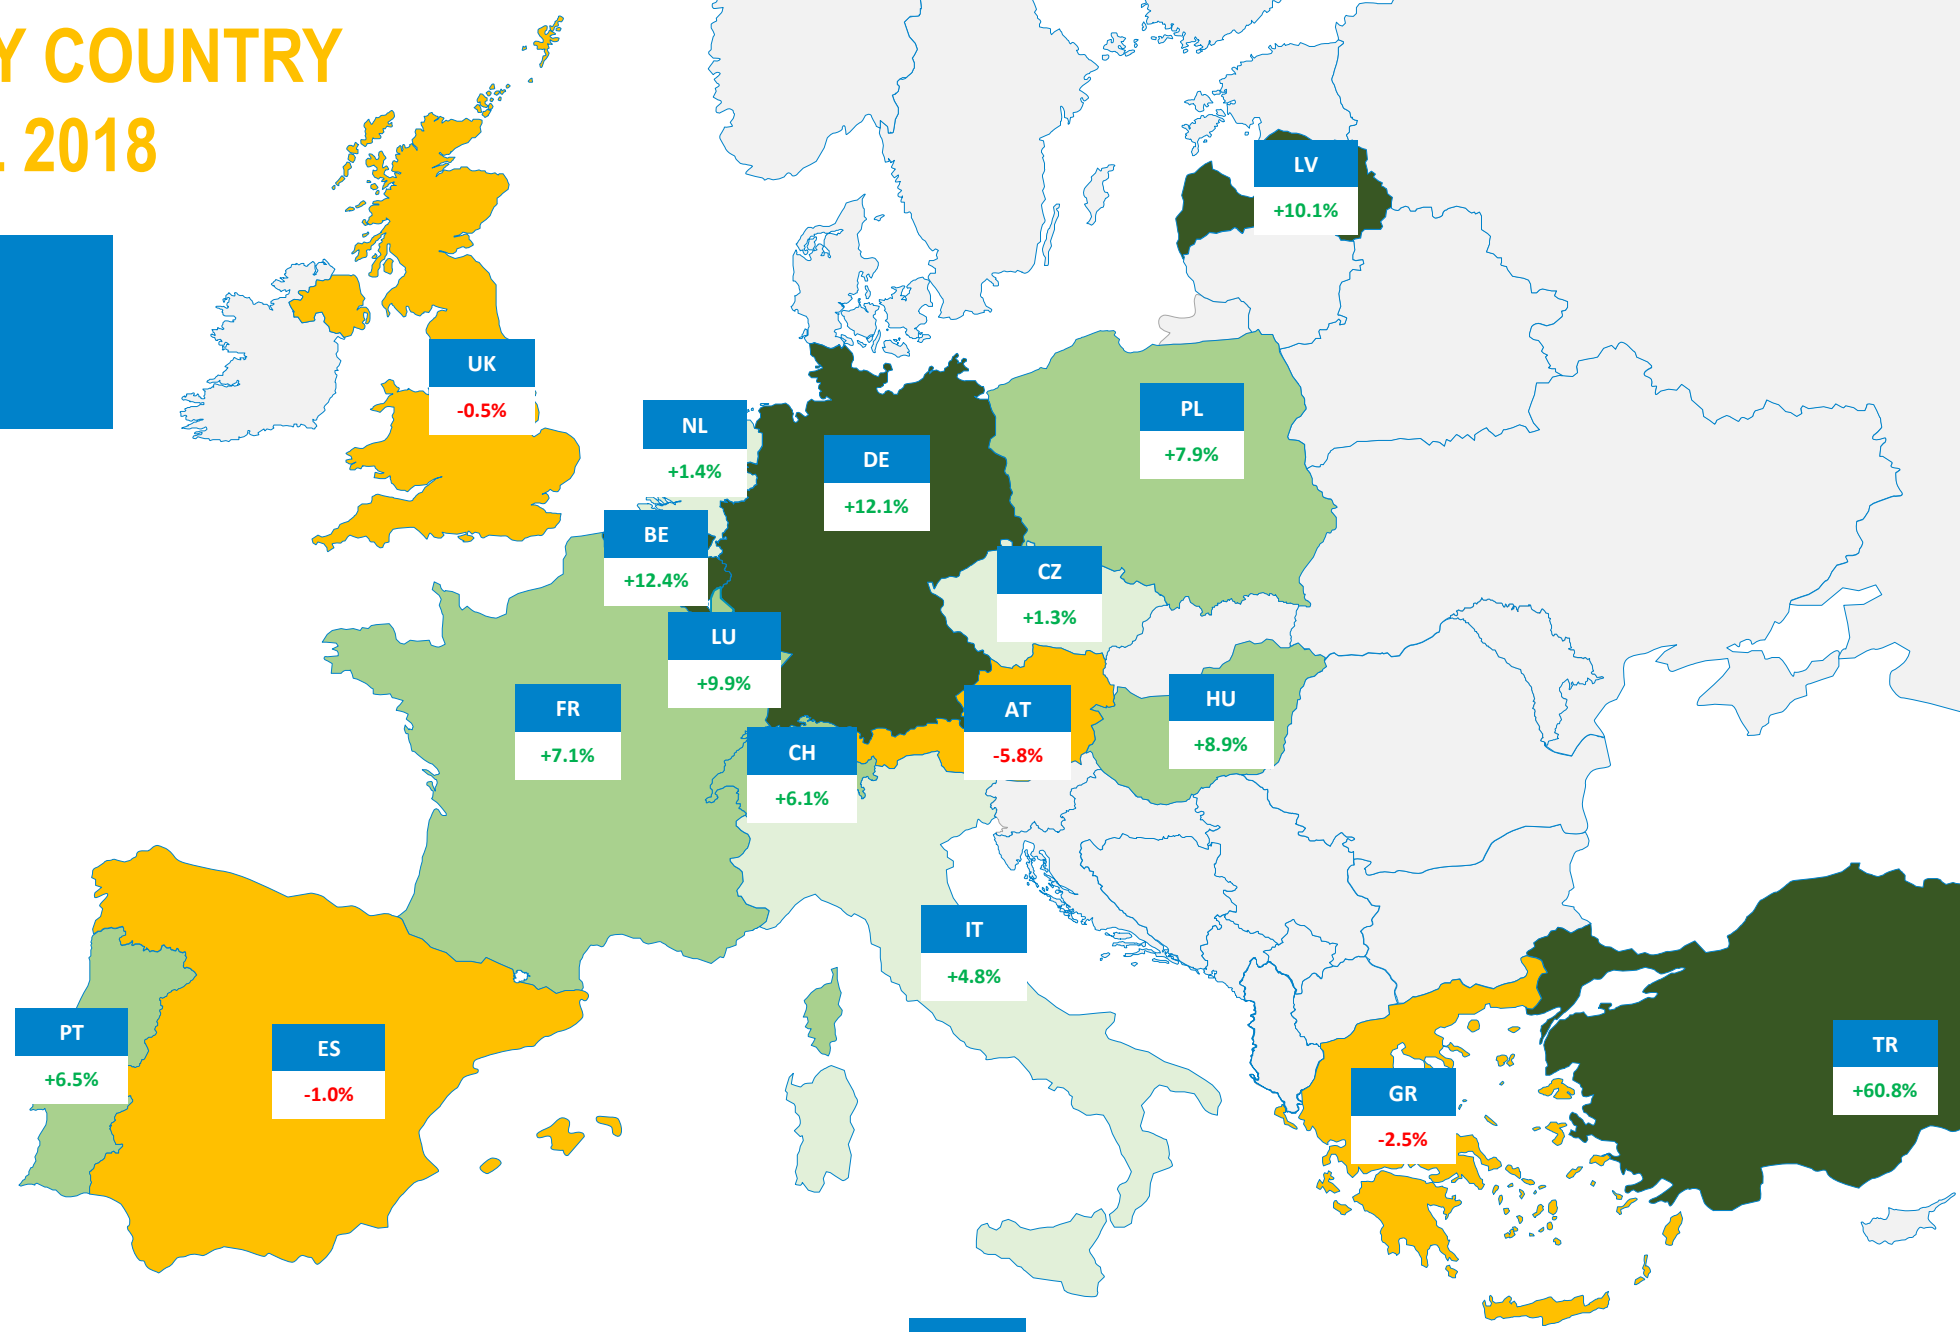 Y COUNTRY
2018
LV
+10.1%
UK
-0.5%
NL
+1.4%
PL
+7.9%
DE
+12.1%
BE
+12.4%
CZ
+1.3%
LU
+9.9%
FR
+7.1%
AT
-5.8%
HU
+8.9%
CH
+6.1%
IT
+4.8%
PT
+6.5%
ES
-1.0%
TR
+60.8%
GR
-2.5%